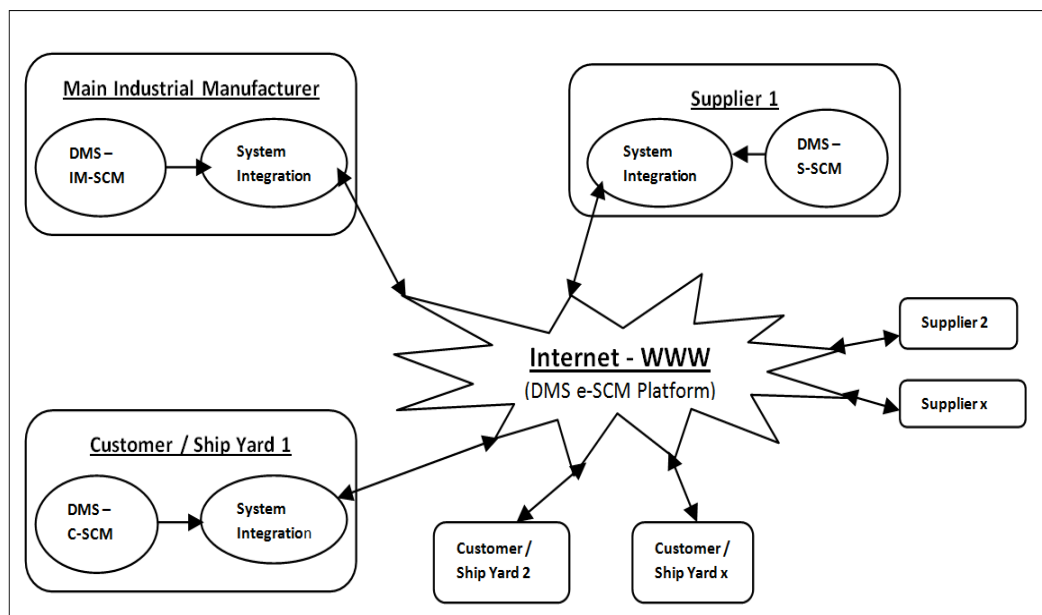 Main Industrial Manufacturer
DMS –
IM-SCM
System
Integration
Supplier 1
System
Integration
DMS –
S-SCM
Internet - WWW
(DMS e-SCM Platform)
Supplier 2
Supplier x
Customer / Ship Yard 1
DMS –
C-SCM
System
Integration
Customer /
Ship Yard 2
Customer /
Ship Yard x